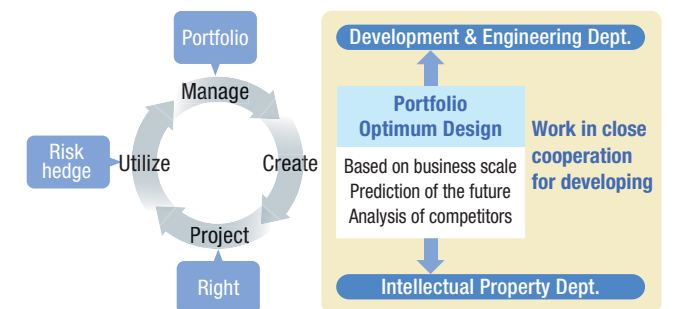 Portfolio
Manage
Risk
hedge
Utilize
Create
Project
Right
Development & Engineering Dept.
Portfolio
Optimum Design
Based on business scale
Prediction of the future
Analysis of competitors
Work in close
cooperation
for developing
Intellectual Property Dept.